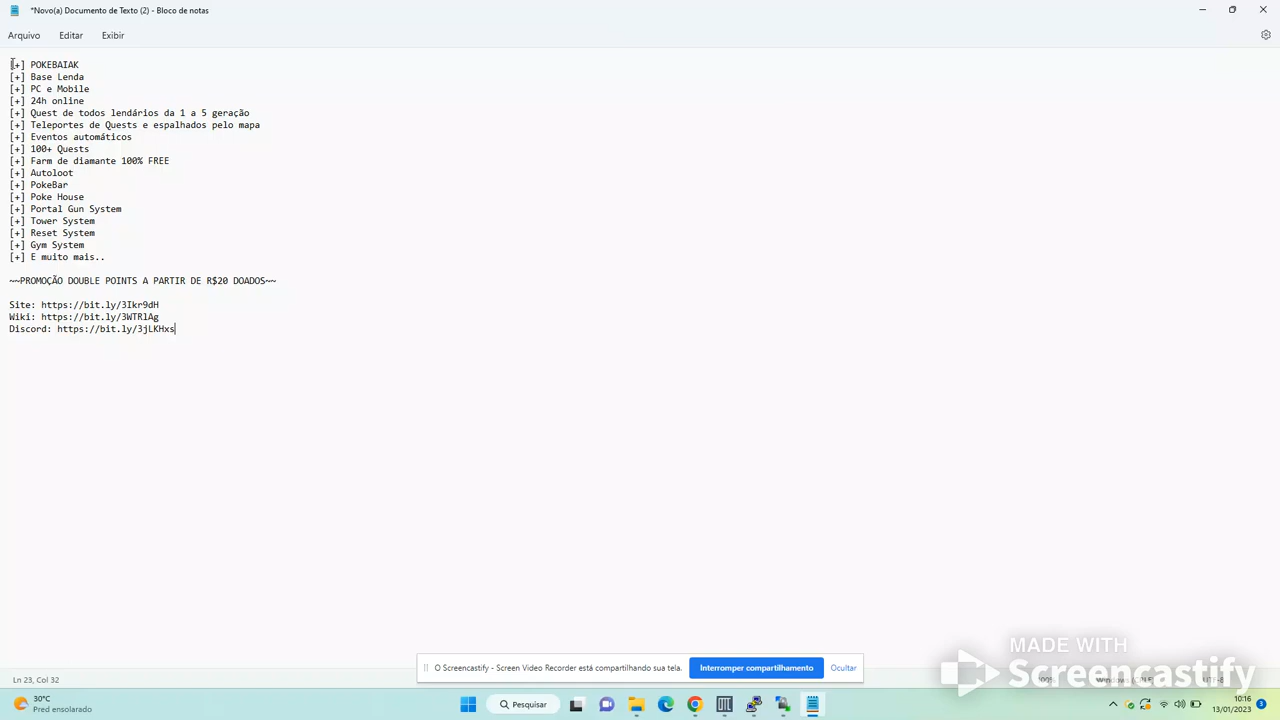 *Novo(a) Documento de Texto (2) - Bloco de notas
Arquivo Editar Exibir
[+] POKEBAIAK
[+] Base Lenda
[+] PC e Mobile
[+] 24h online
[+] Quest de todos lendários da 1 a 5 geração
[+] Teleportes de Quests e espalhados pelo mapa
[+] Eventos automáticos
[+] 100+ Quests
[+] Farm de diamante 100% FREE
[+] Autoloot
[+] PokeBar
[+] Poke House
[+] Portal Gun System
[+] Tower System
[+] Reset System
[+] Gym System
[+] E muito mais..
~~PROMOÇÃO DOUBLE POINTS A PARTIR DE R$20 DOADOS~~
Site: https://bit.ly/3Ikr9dH
Wiki: https://bit.ly/3WTRlAg
Discord: https://bit.ly/3jLKHxs
MADE WITH
Screencastify
O Screencastify - Screen Video Recorder está compartilhando sua tela. Interromper compartilhamento Ocultar
Ln 23, Col 32 100% UTF-8
30°C
Pred ensolarado
Pesquisar
10:16
13/01/2023
3